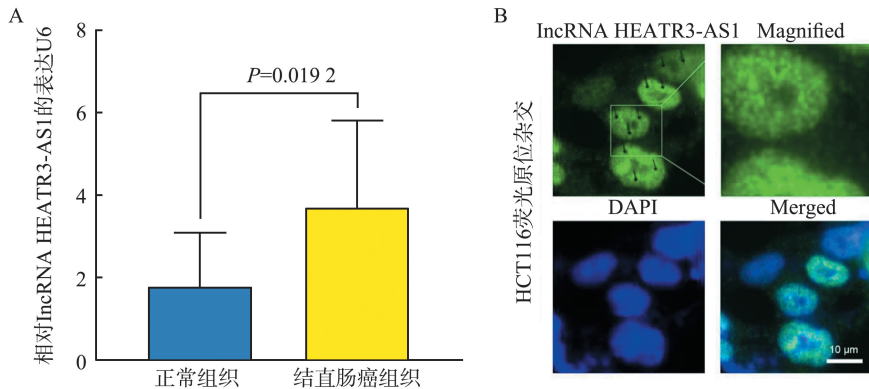 A
相对lncRNA HEATR3-AS1的表达U6
8
6
4
2
0
P=0.019 2
正常组织
结直肠癌组织
B
HCT116荧光原位杂交
lncRNA HEATR3-AS1
Magnified
DAPI
Merged
10 μm